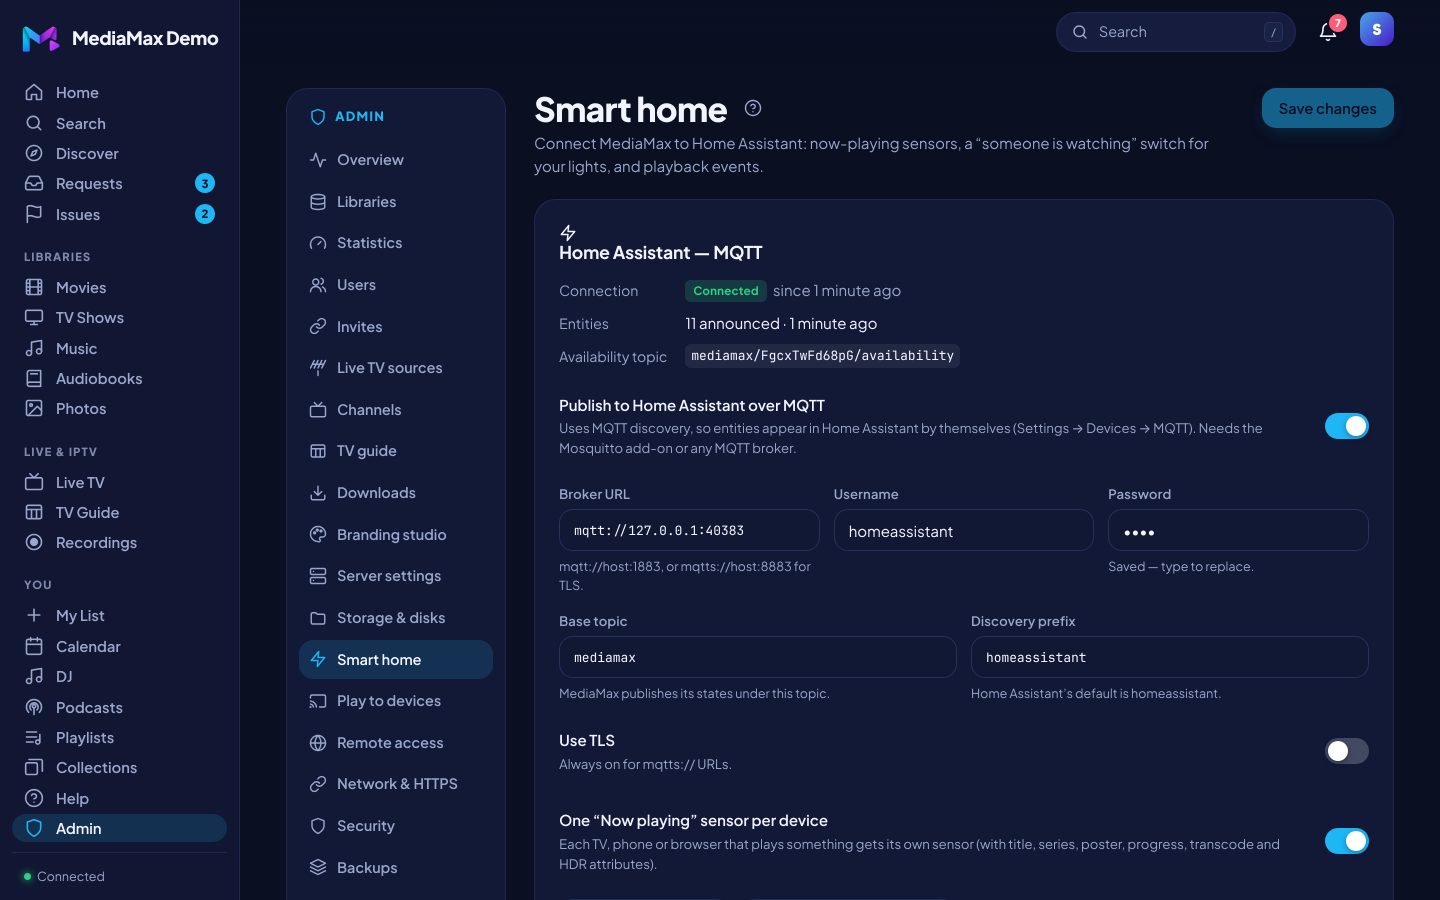 MediaMax Demo
Search
/
7
S
Home
Search
Discover
Requests
3
Issues
2
LIBRARIES
Movies
TV Shows
Music
Audiobooks
Photos
LIVE & IPTV
Live TV
TV Guide
Recordings
YOU
My List
Calendar
DJ
Podcasts
Playlists
Collections
Help
Admin
Connected
ADMIN
Overview
Libraries
Statistics
Users
Invites
Live TV sources
Channels
TV guide
Downloads
Branding studio
Server settings
Storage & disks
Smart home
Play to devices
Remote access
Network & HTTPS
Security
Backups
Smart home
Save changes
Connect MediaMax to Home Assistant: now-playing sensors, a “someone is watching” switch for
your lights, and playback events.
Home Assistant — MQTT
Connection Connected since 1 minute ago
Entities 11 announced · 1 minute ago
Availability topic mediamax/FgcxTwFd68pG/availability
Publish to Home Assistant over MQTT
Uses MQTT discovery, so entities appear in Home Assistant by themselves (Settings → Devices → MQTT). Needs the
Mosquitto add-on or any MQTT broker.
Broker URL
mqtt://127.0.0.1:40383
mqtt://host:1883, or mqtts://host:8883 for
TLS.
Username
homeassistant
Password
••••
Saved — type to replace.
Base topic
mediamax
MediaMax publishes its states under this topic.
Discovery prefix
homeassistant
Home Assistant's default is homeassistant.
Use TLS
Always on for mqtts:// URLs.
One “Now playing” sensor per device
Each TV, phone or browser that plays something gets its own sensor (with title, series, poster, progress, transcode and
HDR attributes).